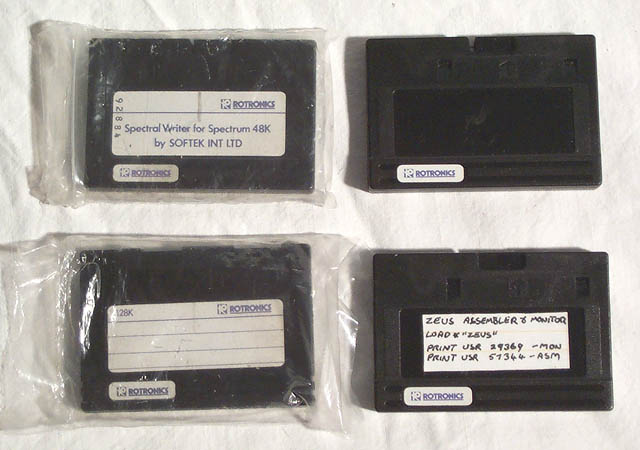 ROTRONICS
92884
Spectral Writer for Spectrum 48K
by SOFTEK INT LTD
ROTRONICS
ROTRONICS
128K
ROTRONICS
ROTRONICS
ZEUS ASSEMBLER & MONITOR
LOAD * "ZEUS"
PRINT USR 29369 - MON
PRINT USR 57344 - ASM
ROTRONICS